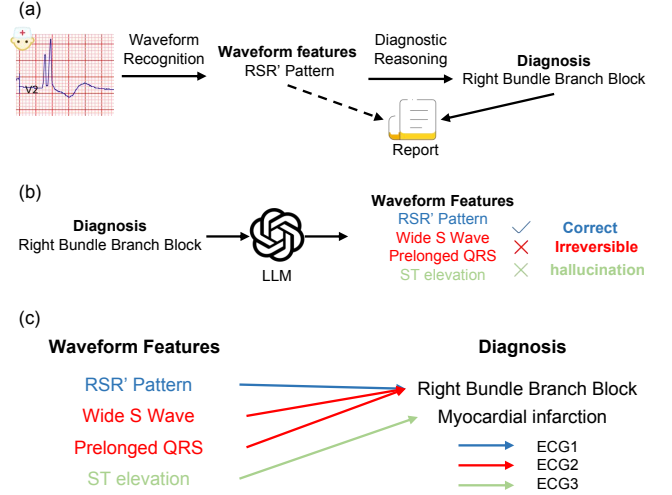 (a)
V2
Waveform
Recognition
Waveform features
RSR' Pattern
Diagnostic
Reasoning
Diagnosis
Right Bundle Branch Block
Report
(b)
Diagnosis
Right Bundle Branch Block
LLM
Waveform Features
RSR' Pattern
Correct
Wide S Wave
Irreversible
Prolonged QRS
ST elevation
hallucination
(c)
Waveform Features
Diagnosis
RSR' Pattern
Right Bundle Branch Block
Wide S Wave
Myocardial infarction
Prolonged QRS
ST elevation
ECG1
ECG2
ECG3